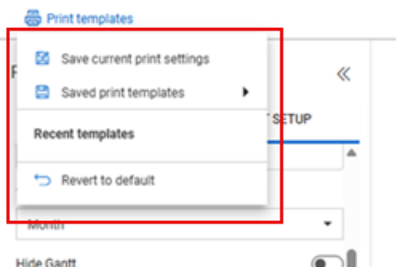 Print templates
Save current print settings
Saved print templates
SETUP
Recent templates
Revert to default
Month
Hide Gantt